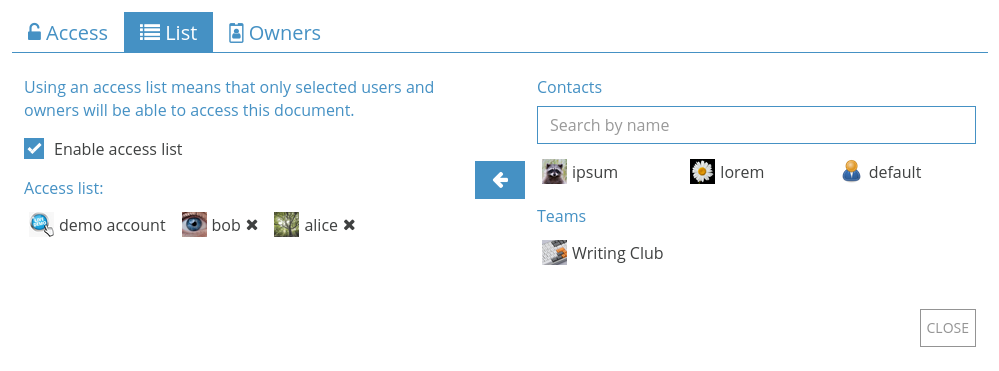 Access
List
Owners
Using an access list means that only selected users and
owners will be able to access this document.
Enable access list
Access list:
demo account
bob
alice
Contacts
Search by name
ipsum
lorem
default
Teams
Writing Club
CLOSE